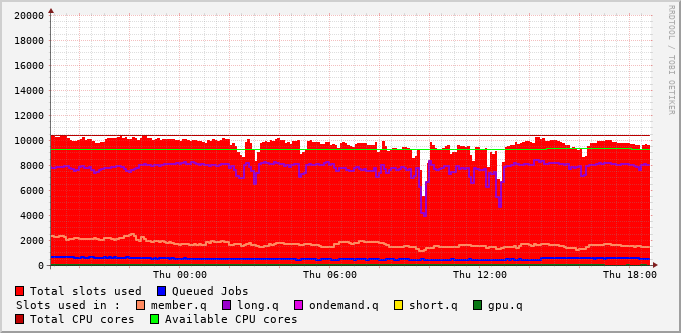 RRDTOOL / TOBI OETIKER
20000
18000
16000
14000
12000
10000
8000
6000
4000
2000
0
Thu 00:00 Thu 06:00 Thu 12:00 Thu 18:00
Total slots used Queued Jobs
Slots used in : member.q long.q ondemand.q short.q gpu.q
Total CPU cores Available CPU cores